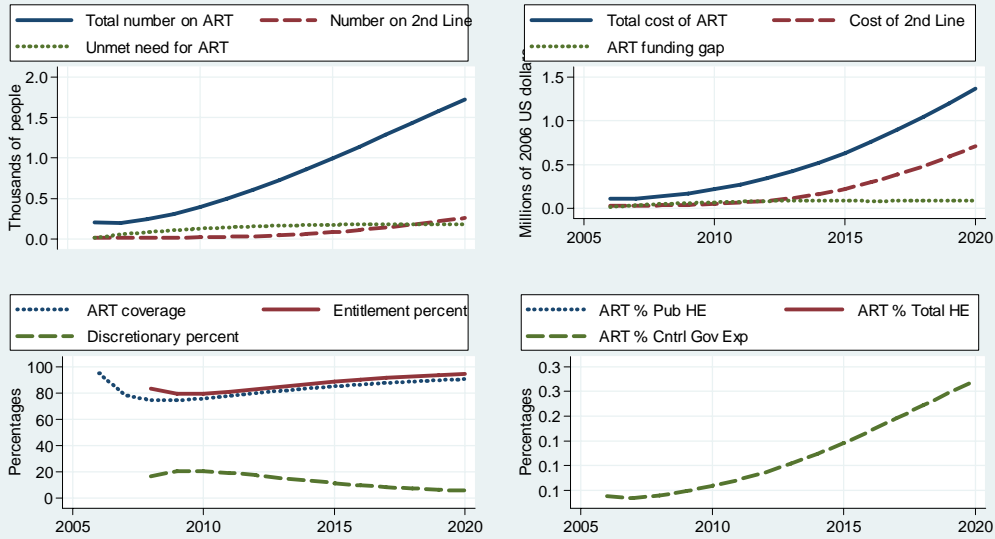 Total number on ART
Number on 2nd Line
Unmet need for ART
Thousands of people
2.0
1.5
1.0
0.5
0.0
Total cost of ART
Cost of 2nd Line
ART funding gap
Millions of 2006 US dolla
1.5
1.0
0.5
0.0
2005 2010 2015 2020
ART coverage
Entitlement percent
Discretionary percent
Percentages
100
80
60
40
20
0
2005 2010 2015 2020
ART % Pub HE
ART % Total HE
ART % Cntrl Gov Exp
Percentages
0.3
0.2
0.1
0.1
0.1
2005 2010 2015 2020